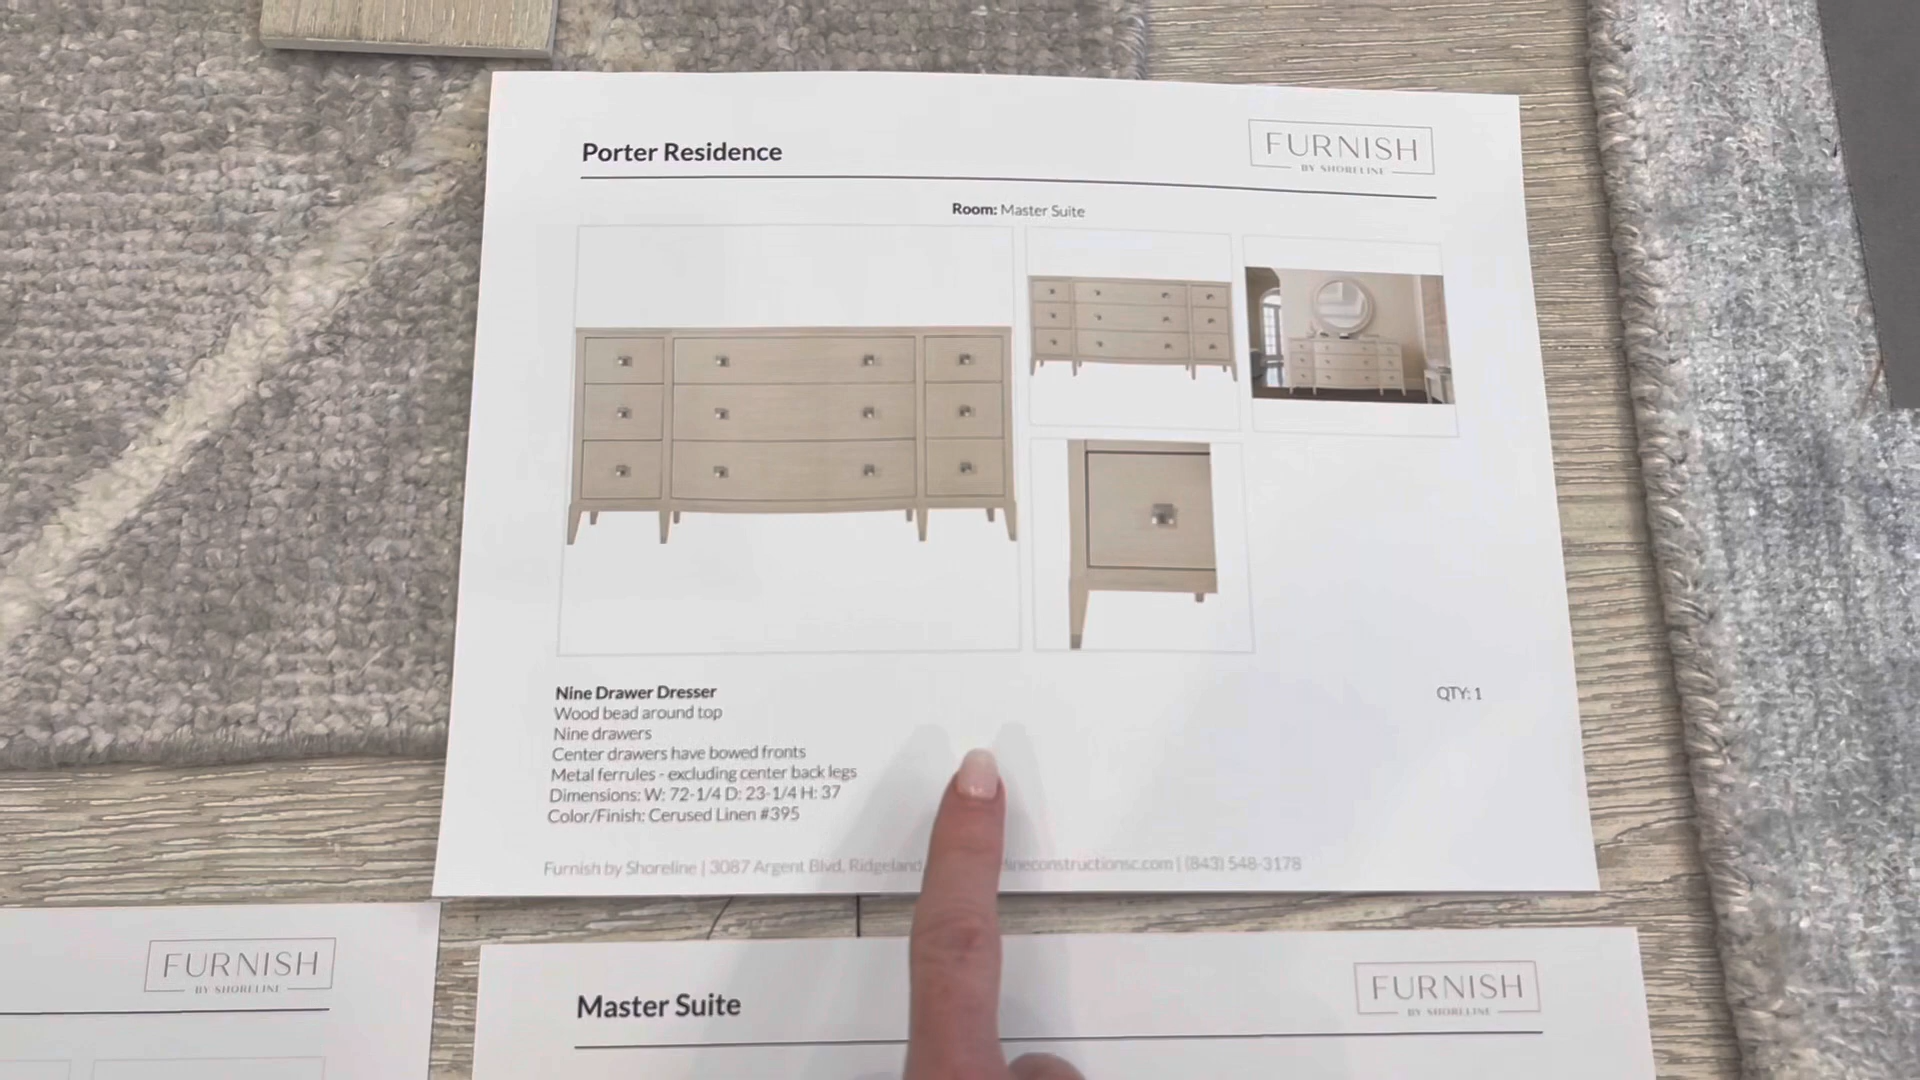 Porter Residence
FURNISH
BY SHORELINE
Room: Master Suite
Nine Drawer Dresser
QTY: 1
Wood bead around top
Nine drawers
Center drawers have bowed fronts
Metal ferrules - excluding center back legs
Dimensions: W: 72-1/4 D: 23-1/4 H: 37
Color/Finish: Cerused Linen #395
Furnish by Shoreline | 3087 Argent Blvd, Ridgeland ineconstructionsc.com | (843) 548-3178
FURNISH
BY SHORELINE
Master Suite
FURNISH
BY SHORELINE